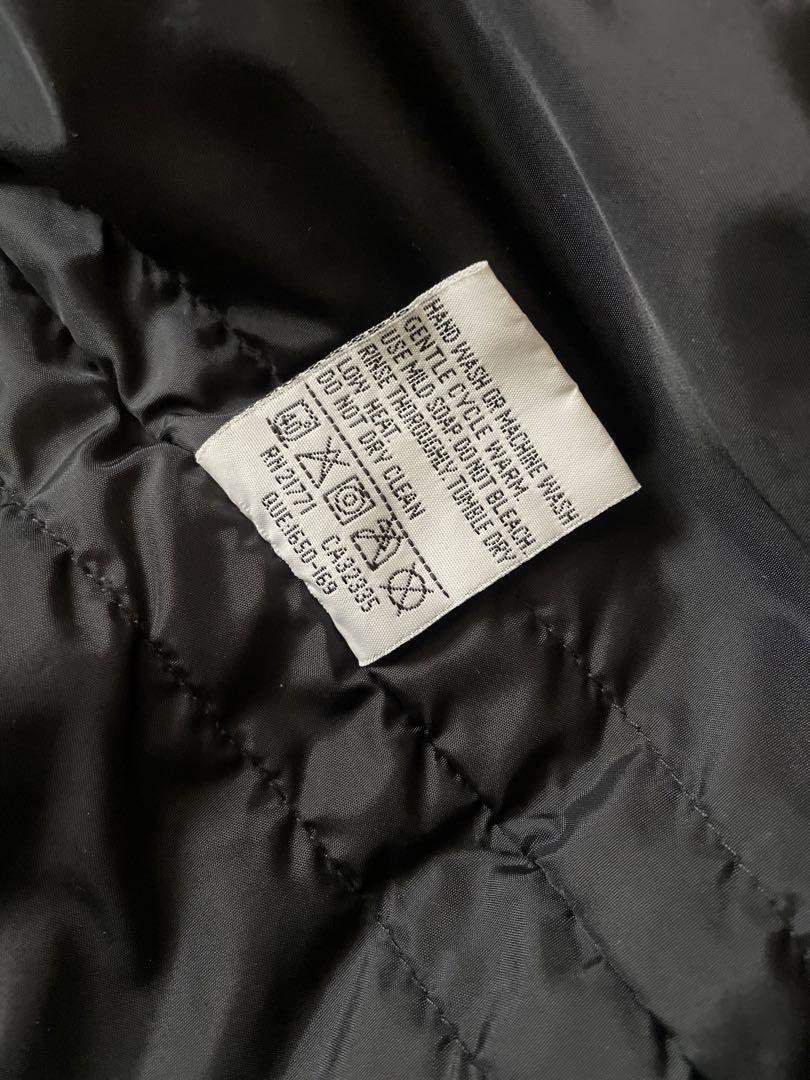 HAND WASH OR MACHINE WASH
GENTLE CYCLE WARM.
USE MILD SOAP. DO NOT BLEACH.
RINSE THOROUGHLY. TUMBLE DRY
LOW HEAT.
DO NOT DRY CLEAN
RN 21771 CA32335
QUE:1650-169